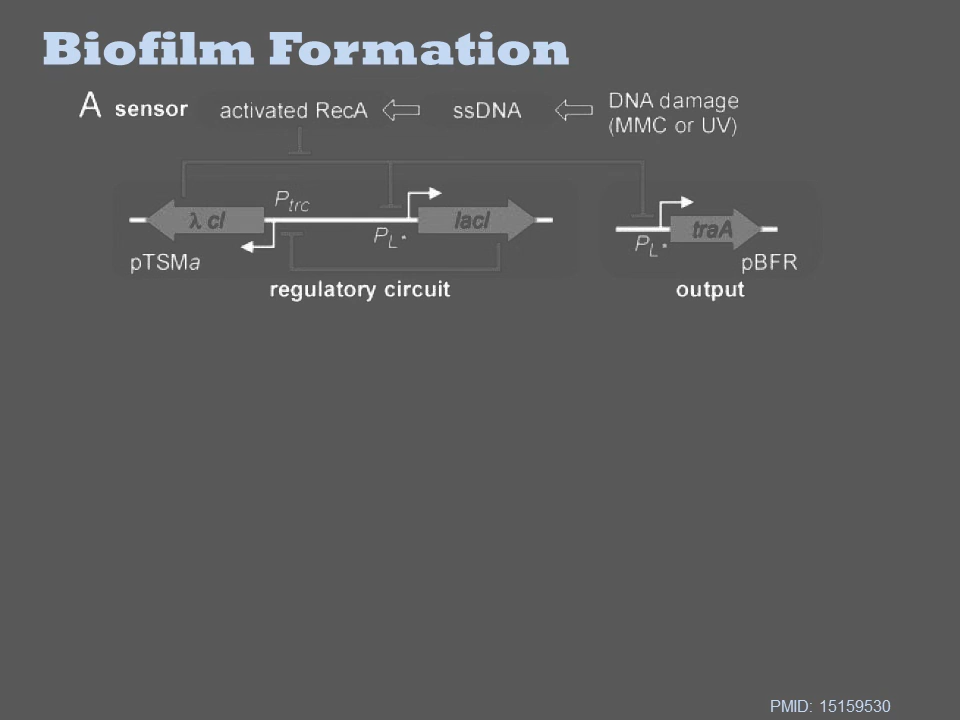 Biofilm Formation
A sensor activated RecA ssDNA DNA damage
(MMC or UV)
Ptrc
λ cI lacI traA
PL* PL*
pTSMa pBFR
regulatory circuit output
PMID: 15159530